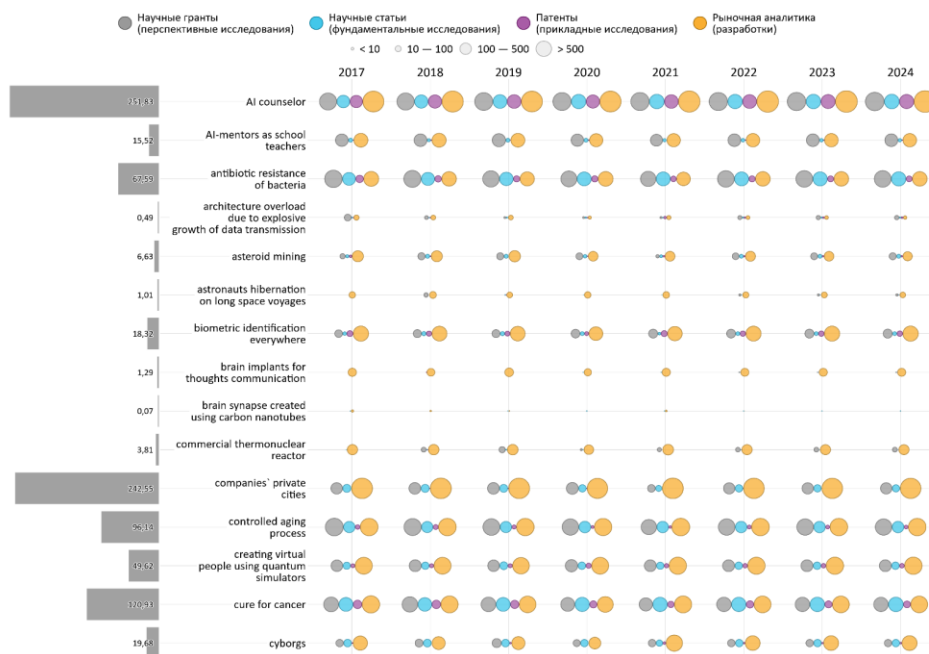 Научные гранты
(перспективные исследования)
Научные статьи
(фундаментальные исследования)
Патенты
(прикладные исследования)
Рыночная аналитика
(разработки)
< 10
10 — 100
100 — 500
> 500
2017 2018 2019 2020 2021 2022 2023 2024
251,83 AI counselor
15,52 AI-mentors as school
teachers
67,59 antibiotic resistance
of bacteria
0,49 architecture overload
due to explosive
growth of data transmission
6,63 asteroid mining
1,01 astronauts hibernation
on long space voyages
18,32 biometric identification
everywhere
1,29 brain implants for
thoughts communication
0,07 brain synapse created
using carbon nanotubes
3,81 commercial thermonuclear
reactor
242,55 companies` private
cities
96,14 controlled aging
process
49,62 creating virtual
people using quantum
simulators
120,93 cure for cancer
19,68 cyborgs